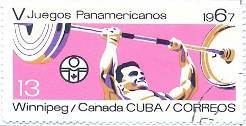 V Juegos Panamericanos 1967
13
Winnipeg/Canada CUBA/CORREOS